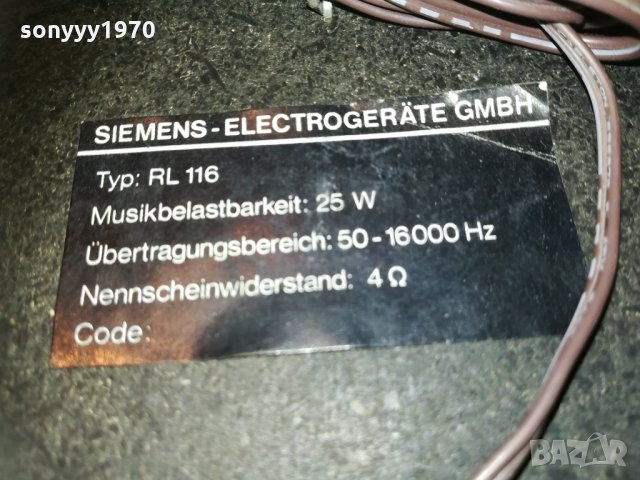 sonyyy1970
SIEMENS-ELECTROGERÄTE GMBH
Typ: RL 116
Musikbelastbarkeit: 25 W
Übertragungsbereich: 50-16000 Hz
Nennscheinwiderstand: 4 Ω
Code:
BAZAR